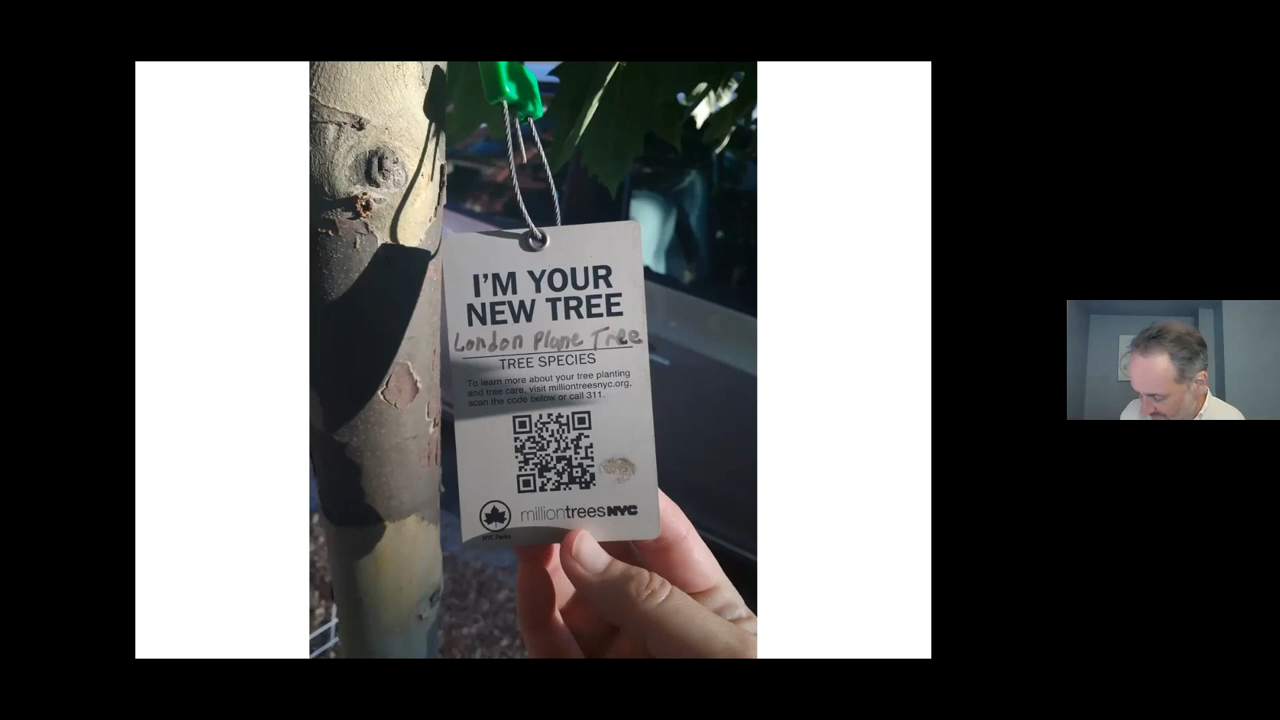 I'M YOUR
NEW TREE
London Plane Tree
TREE SPECIES
To learn more about your tree planting
and tree care, visit milliontreesnyc.org,
scan the code below or call 311.
milliontreesNYC
NYC Parks